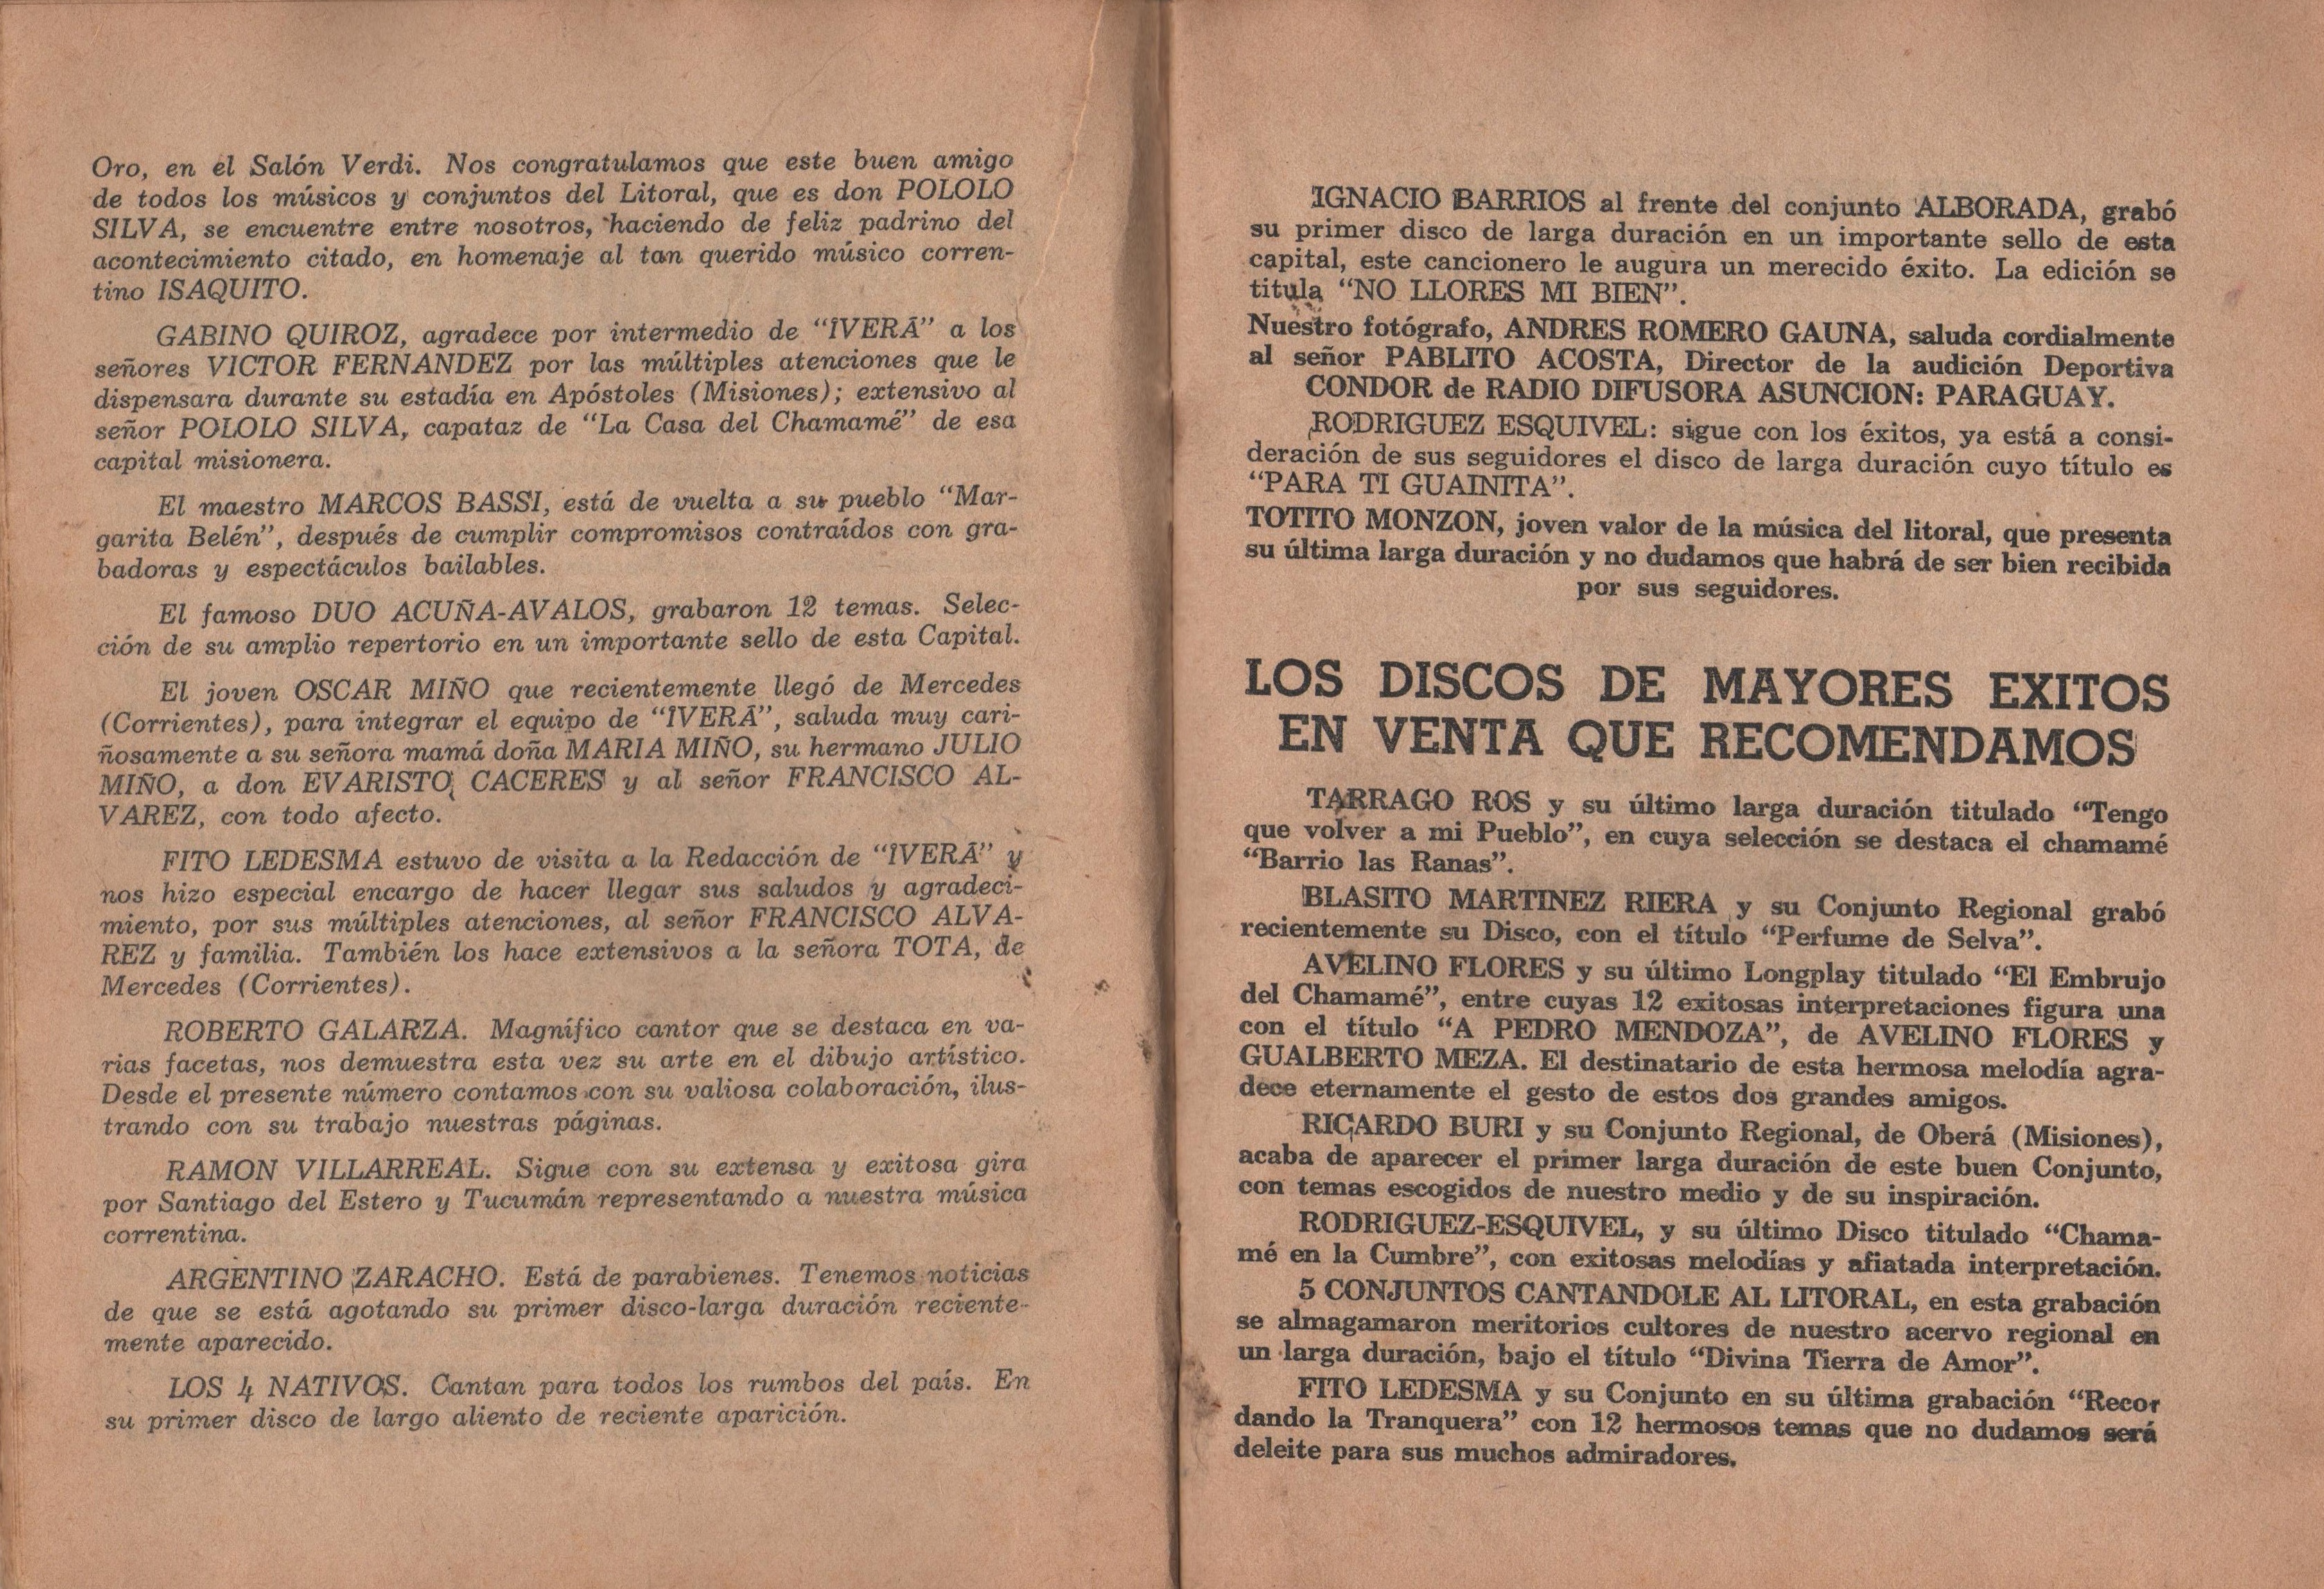 Oro, en el Salón Verdi. Nos congratulamos que este buen amigo
de todos los músicos y conjuntos del Litoral, que es don POLOLO
SILVA, se encuentre entre nosotros, haciendo de feliz padrino del
acontecimiento citado, en homenaje al tan querido músico corren-
tino ISAQUITO.
GABINO QUIROZ, agradece por intermedio de “ÎVERÃ” a los
señores VICTOR FERNANDEZ por las múltiples atenciones que le
dispensara durante su estadía en Apóstoles (Misiones); extensivo al
señor POLOLO SILVA, capataz de “La Casa del Chamamé” de esa
capital misionera.
El maestro MARCOS BASSI, está de vuelta a su pueblo “Mar-
garita Belén”, después de cumplir compromisos contraídos con gra-
badoras y espectáculos bailables.
El famoso DUO ACUÑA-AVALOS, grabaron 12 temas. Selec-
ción de su amplio repertorio en un importante sello de esta Capital.
El joven OSCAR MIÑO que recientemente llegó de Mercedes
(Corrientes), para integrar el equipo de “ÎVERÃ”, saluda muy cari-
ñosamente a su señora mamá doña MARIA MIÑO, su hermano JULIO
MIÑO, a don EVARISTO CACERES y al señor FRANCISCO AL-
VAREZ, con todo afecto.
FITO LEDESMA estuvo de visita a la Redacción de “ÎVERÃ” y
nos hizo especial encargo de hacer llegar sus saludos y agradeci-
miento, por sus múltiples atenciones, al señor FRANCISCO ALVA-
REZ y familia. También los hace extensivos a la señora TOTA, de
Mercedes (Corrientes).
ROBERTO GALARZA. Magnífico cantor que se destaca en va-
rias facetas, nos demuestra esta vez su arte en el dibujo artístico.
Desde el presente número contamos con su valiosa colaboración, ilus-
trando con su trabajo nuestras páginas.
RAMON VILLARREAL. Sigue con su extensa y exitosa gira
por Santiago del Estero y Tucumán representando a nuestra música
correntina.
ARGENTINO ZARACHO. Está de parabienes. Tenemos noticias
de que se está agotando su primer disco-larga duración reciente-
mente aparecido.
LOS 4 NATIVOS. Cantan para todos los rumbos del país. En
su primer disco de largo aliento de reciente aparición.
IGNACIO BARRIOS al frente del conjunto ALBORADA, grabó
su primer disco de larga duración en un importante sello de esta
capital, este cancionero le augura un merecido éxito. La edición se
titula “NO LLORES MI BIEN”.
Nuestro fotógrafo, ANDRES ROMERO GAUNA, saluda cordialmente
al señor PABLITO ACOSTA, Director de la audición Deportiva
CONDOR de RADIO DIFUSORA ASUNCION: PARAGUAY.
RODRIGUEZ ESQUIVEL: sigue con los éxitos, ya está a consi-
deración de sus seguidores el disco de larga duración cuyo título es
“PARA TI GUAINITA”.
TOTITO MONZON, joven valor de la música del litoral, que presenta
su última larga duración y no dudamos que habrá de ser bien recibida
por sus seguidores.
LOS DISCOS DE MAYORES EXITOS
EN VENTA QUE RECOMENDAMOS
TARRAGO ROS y su último larga duración titulado “Tengo
que volver a mi Pueblo”, en cuya selección se destaca el chamamé
“Barrio las Ranas”.
BLASITO MARTINEZ RIERA y su Conjunto Regional grabó
recientemente su Disco, con el título “Perfume de Selva”.
AVELINO FLORES y su último Longplay titulado “El Embrujo
del Chamamé”, entre cuyas 12 exitosas interpretaciones figura una
con el título “A PEDRO MENDOZA”, de AVELINO FLORES y
GUALBERTO MEZA. El destinatario de esta hermosa melodía agra-
dece eternamente el gesto de estos dos grandes amigos.
RICARDO BURI y su Conjunto Regional, de Oberá (Misiones),
acaba de aparecer el primer larga duración de este buen Conjunto,
con temas escogidos de nuestro medio y de su inspiración.
RODRIGUEZ-ESQUIVEL, y su último Disco titulado “Chama-
mé en la Cumbre”, con exitosas melodías y afiatada interpretación.
5 CONJUNTOS CANTANDOLE AL LITORAL, en esta grabación
se almagamaron meritorios cultores de nuestro acervo regional en
un larga duración, bajo el título “Divina Tierra de Amor”.
FITO LEDESMA y su Conjunto en su última grabación “Recor
dando la Tranquera” con 12 hermosos temas que no dudamos será
deleite para sus muchos admiradores.